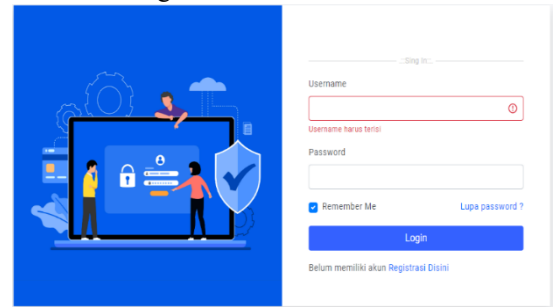 ..::Sing In::..
Username
Username harus terisi
Password
Remember Me Lupa password ?
Login
Belum memiliki akun Registrasi Disini